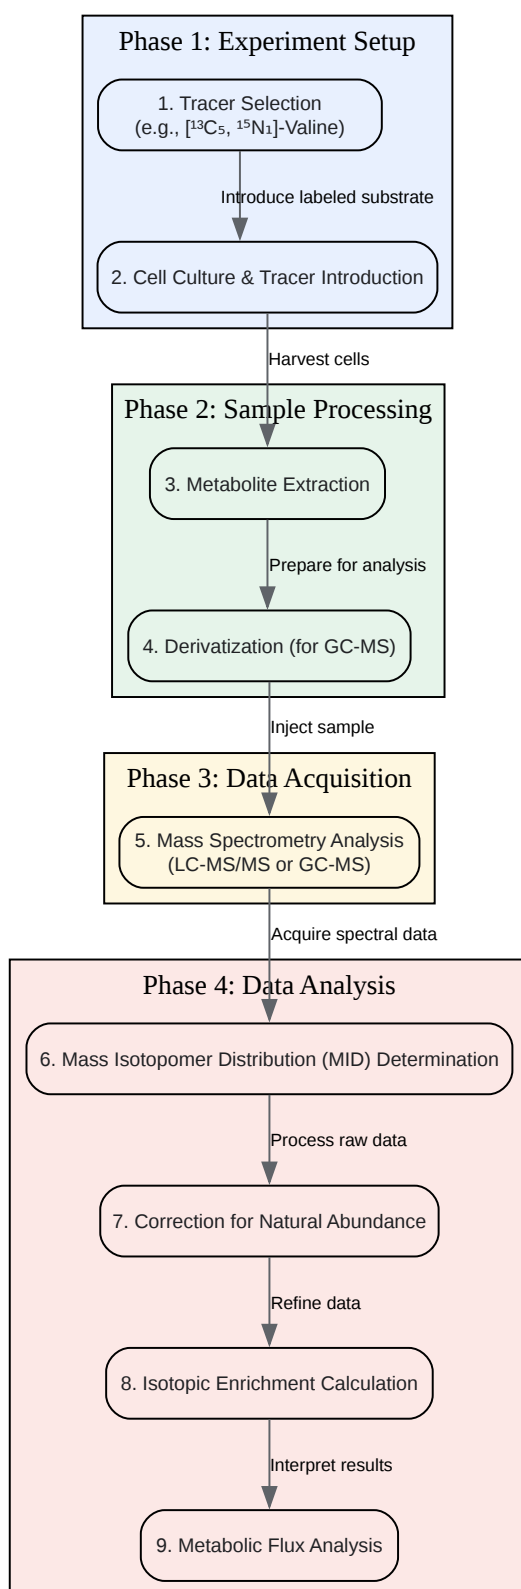 Phase 1: Experiment Setup
1. Tracer Selection
(e.g., [¹³C₅, ¹⁵N₁]-Valine)
Introduce labeled substrate
2. Cell Culture & Tracer Introduction
Harvest cells
Phase 2: Sample Processing
3. Metabolite Extraction
Prepare for analysis
4. Derivatization (for GC-MS)
Inject sample
Phase 3: Data Acquisition
5. Mass Spectrometry Analysis
(LC-MS/MS or GC-MS)
Acquire spectral data
Phase 4: Data Analysis
6. Mass Isotopomer Distribution (MID) Determination
Process raw data
7. Correction for Natural Abundance
Refine data
8. Isotopic Enrichment Calculation
Interpret results
9. Metabolic Flux Analysis